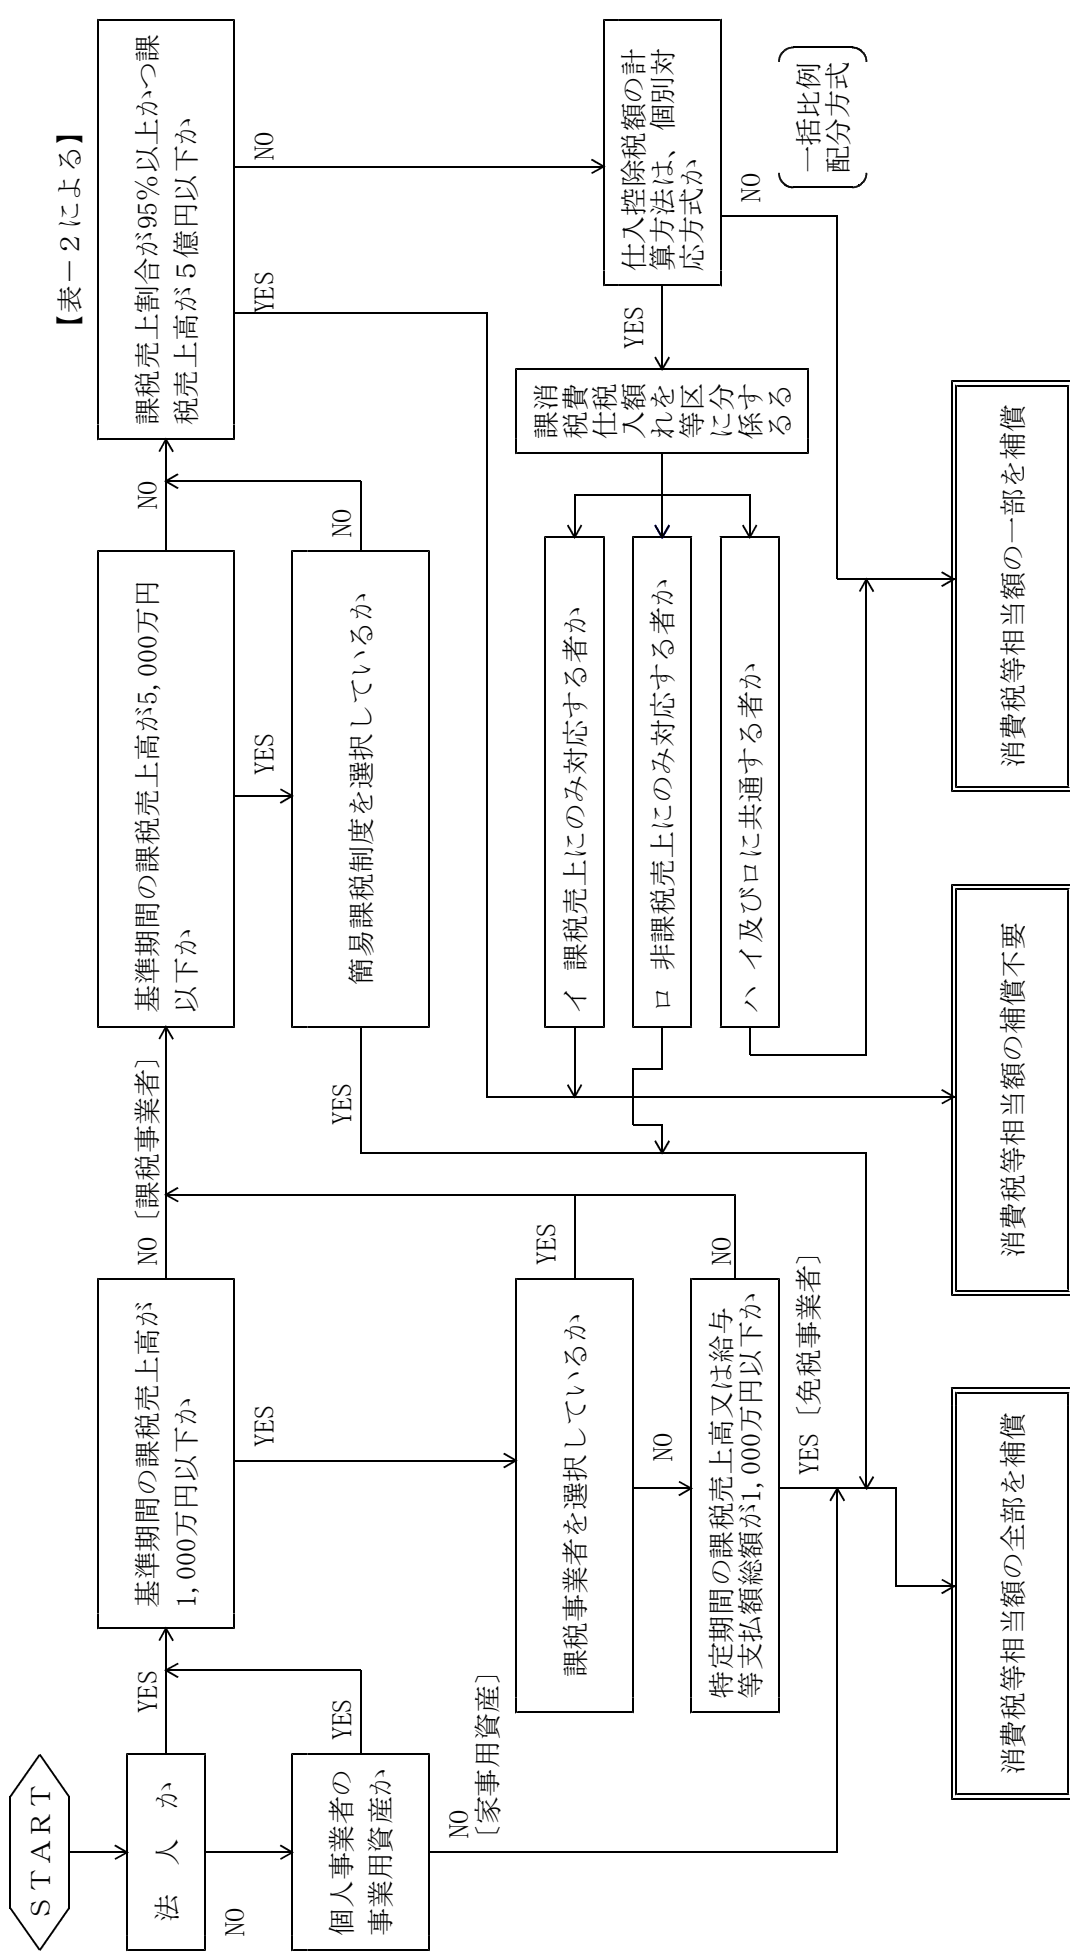 【表－２による】
ＳＴＡＲＴ
法　人　か
YES
NO
個人事業者の
事業用資産か
YES
NO
〔家事用資産〕
基準期間の課税売上高が
1,000万円以下か
NO〔課税事業者〕
YES
課税事業者を選択しているか
YES
NO
特定期間の課税売上高又は給与
等支払額総額が1,000万円以下か
NO
YES〔免税事業者〕
基準期間の課税売上高が5,000万円
以下か
NO
YES
簡易課税制度を選択しているか
NO
YES
課税売上割合が95％以上かつ課
税売上高が５億円以下か
NO
YES
仕入控除税額の計
算方法は、個別対
応方式か
YES
NO
一括比例
配分方式
課税仕入れ等に係る
消費税額を区分する
イ　課税売上にのみ対応する者か
ロ　非課税売上にのみ対応する者か
ハ　イ及びロに共通する者か
消費税等相当額の全部を補償
消費税等相当額の補償不要
消費税等相当額の一部を補償